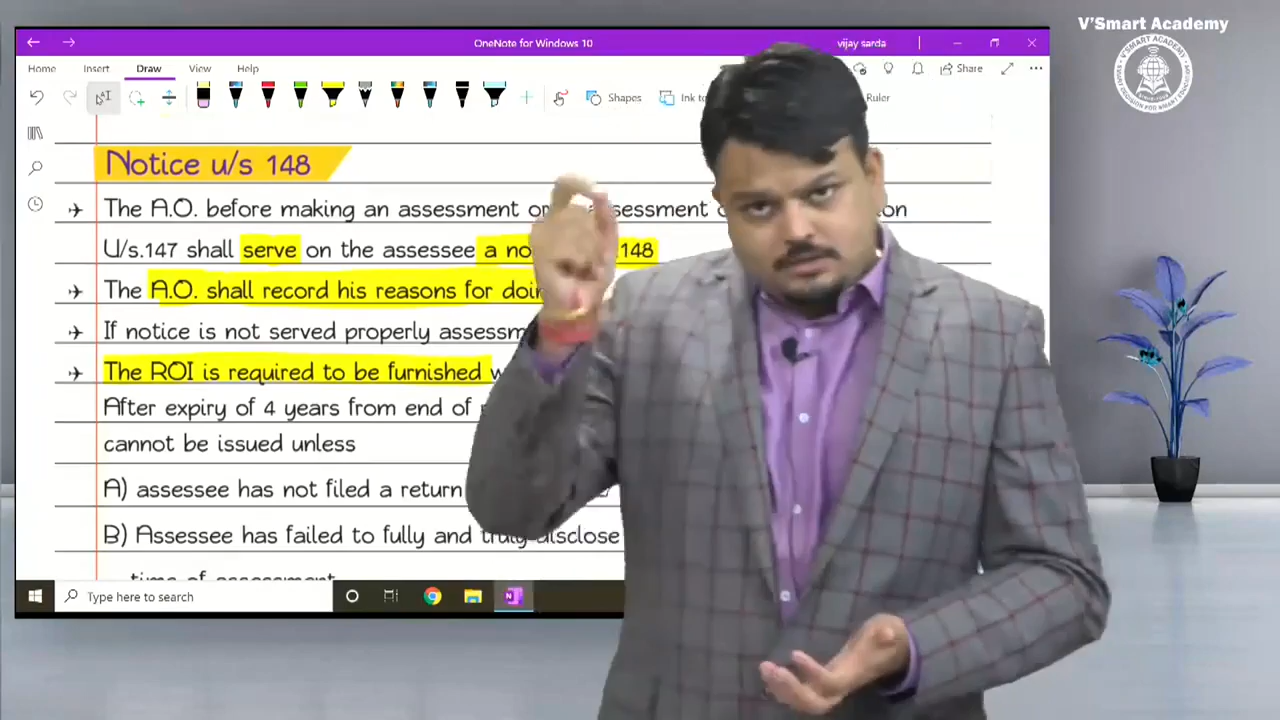 V'Smart Academy
OneNote for Windows 10
vijay sarda
Home Insert Draw View Help
Share
Shapes
Ink to
Ruler
Notice u/s 148
The A.O. before making an assessment or
U/s.147 shall serve on the assessee a 148
The A.O. shall record his reasons for
If notice is not served properly
The ROI is required to be furnished
After expiry of 4 years from end of
cannot be issued unless
A) assessee has not filed a return
B) Assessee has failed to fully and truly disclose
time of assessment
Type here to search